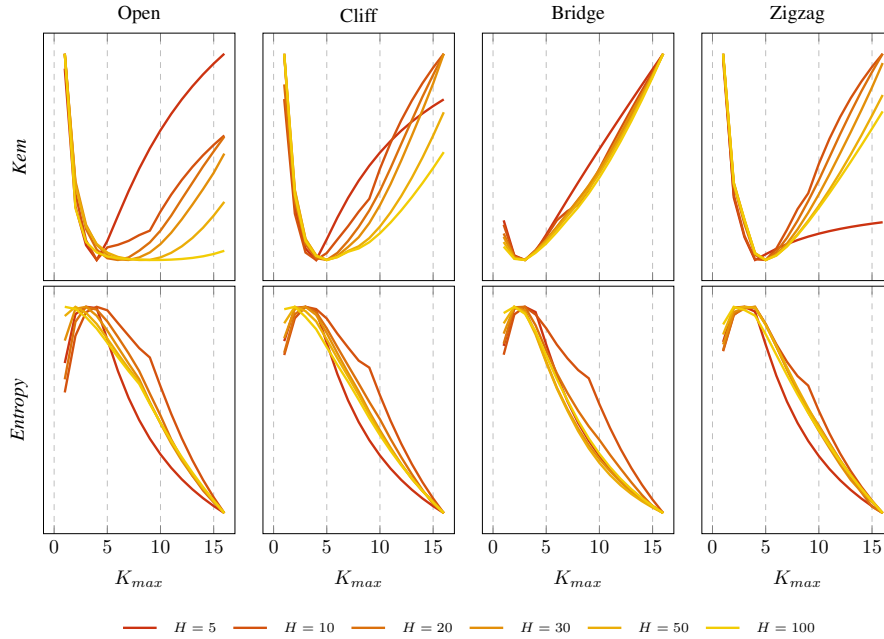 Open Cliff Bridge Zigzag
Kem
Entropy
0 5 10 15 0 5 10 15 0 5 10 15 0 5 10 15
K_max K_max K_max K_max
H = 5 H = 10 H = 20 H = 30 H = 50 H = 100